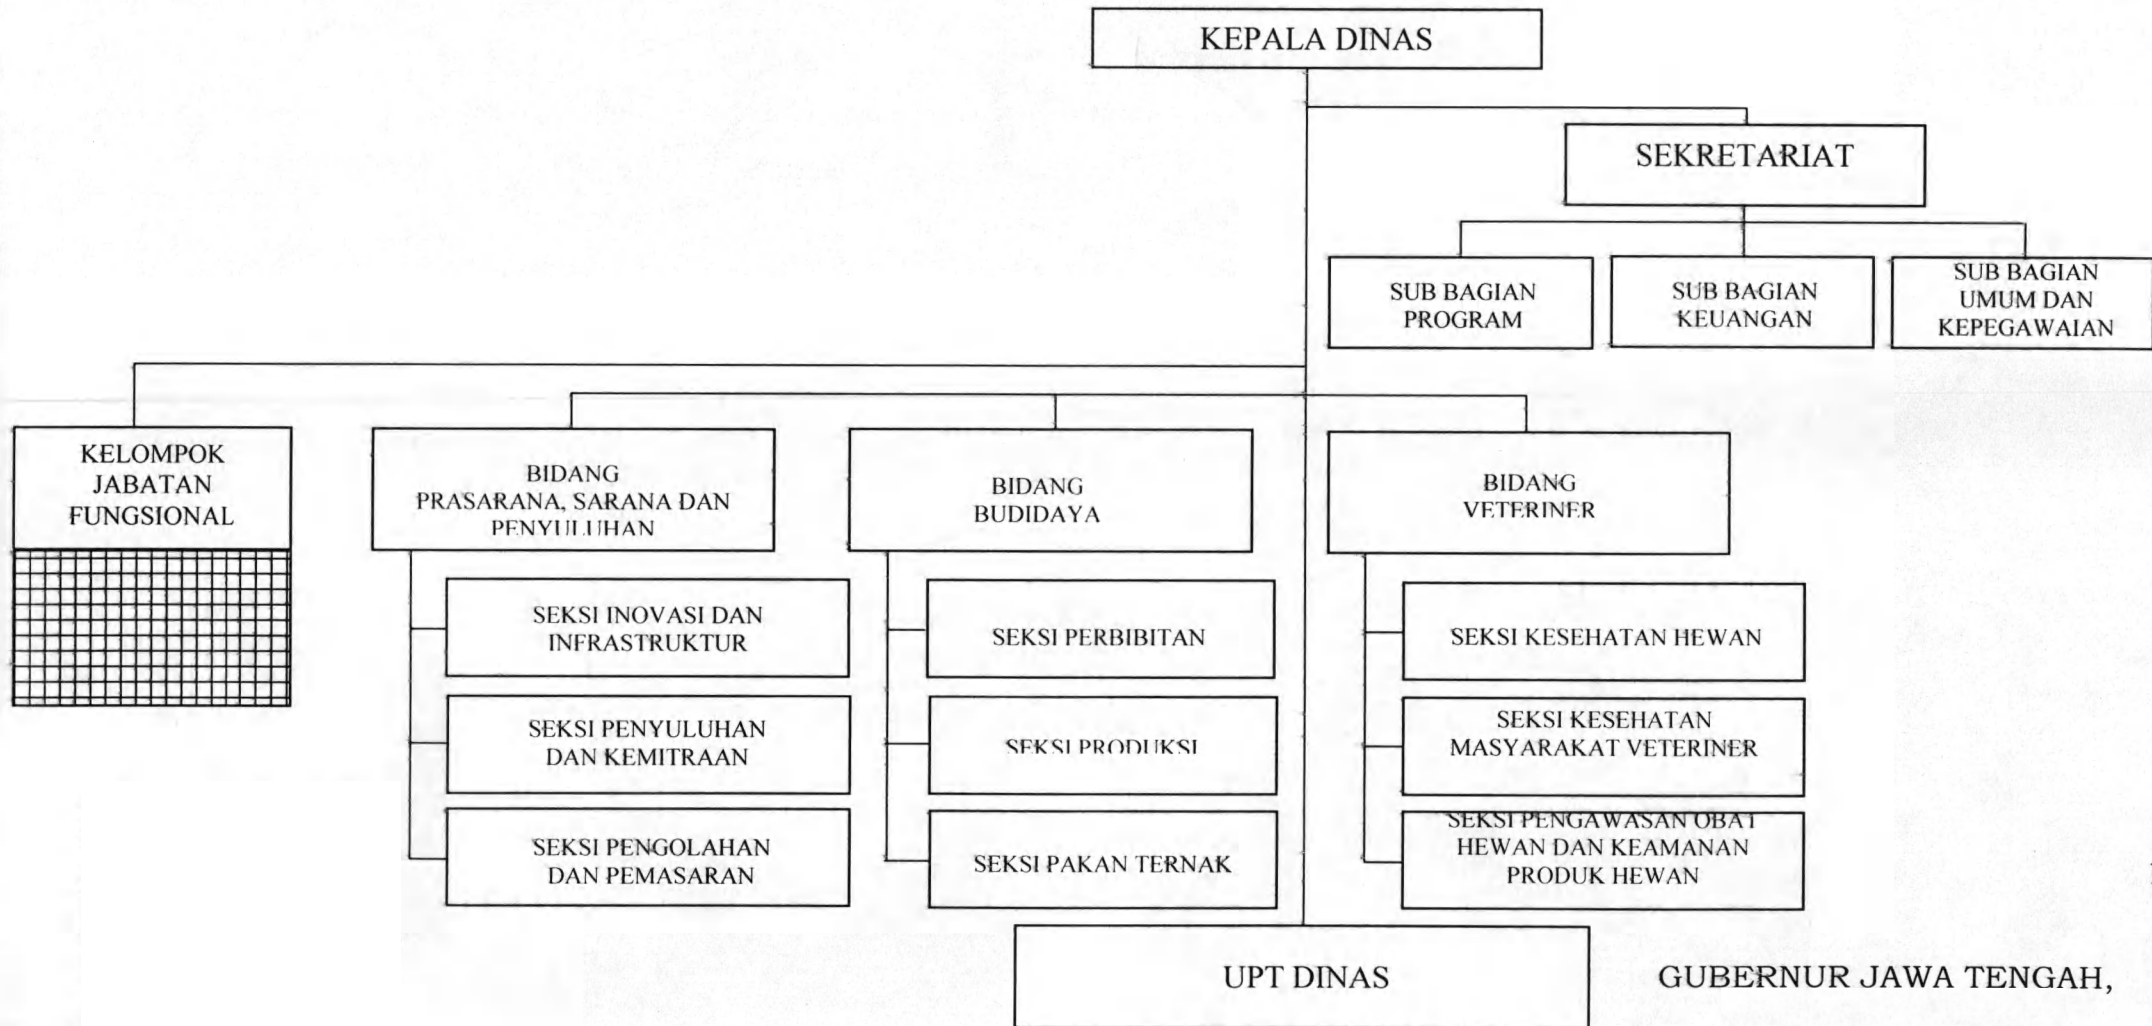 KEPALA DINAS
SEKRETARIAT
SUB BAGIAN
PROGRAM
SUB BAGIAN
KEUANGAN
SUB BAGIAN
UMUM DAN
KEPEGAWAIAN
KELOMPOK
JABATAN
FUNGSIONAL
BIDANG
PRASARANA, SARANA DAN
PENYULUHAN
SEKSI INOVASI DAN
INFRASTRUKTUR
SEKSI PENYULUHAN
DAN KEMITRAAN
SEKSI PENGOLAHAN
DAN PEMASARAN
BIDANG
BUDIDAYA
SEKSI PERBIBITAN
SEKSI PRODUKSI
SEKSI PAKAN TERNAK
BIDANG
VETERINER
SEKSI KESEHATAN HEWAN
SEKSI KESEHATAN
MASYARAKAT VETERINER
SEKSI PENGAWASAN OBAT
HEWAN DAN KEAMANAN
PRODUK HEWAN
UPT DINAS
GUBERNUR JAWA TENGAH,